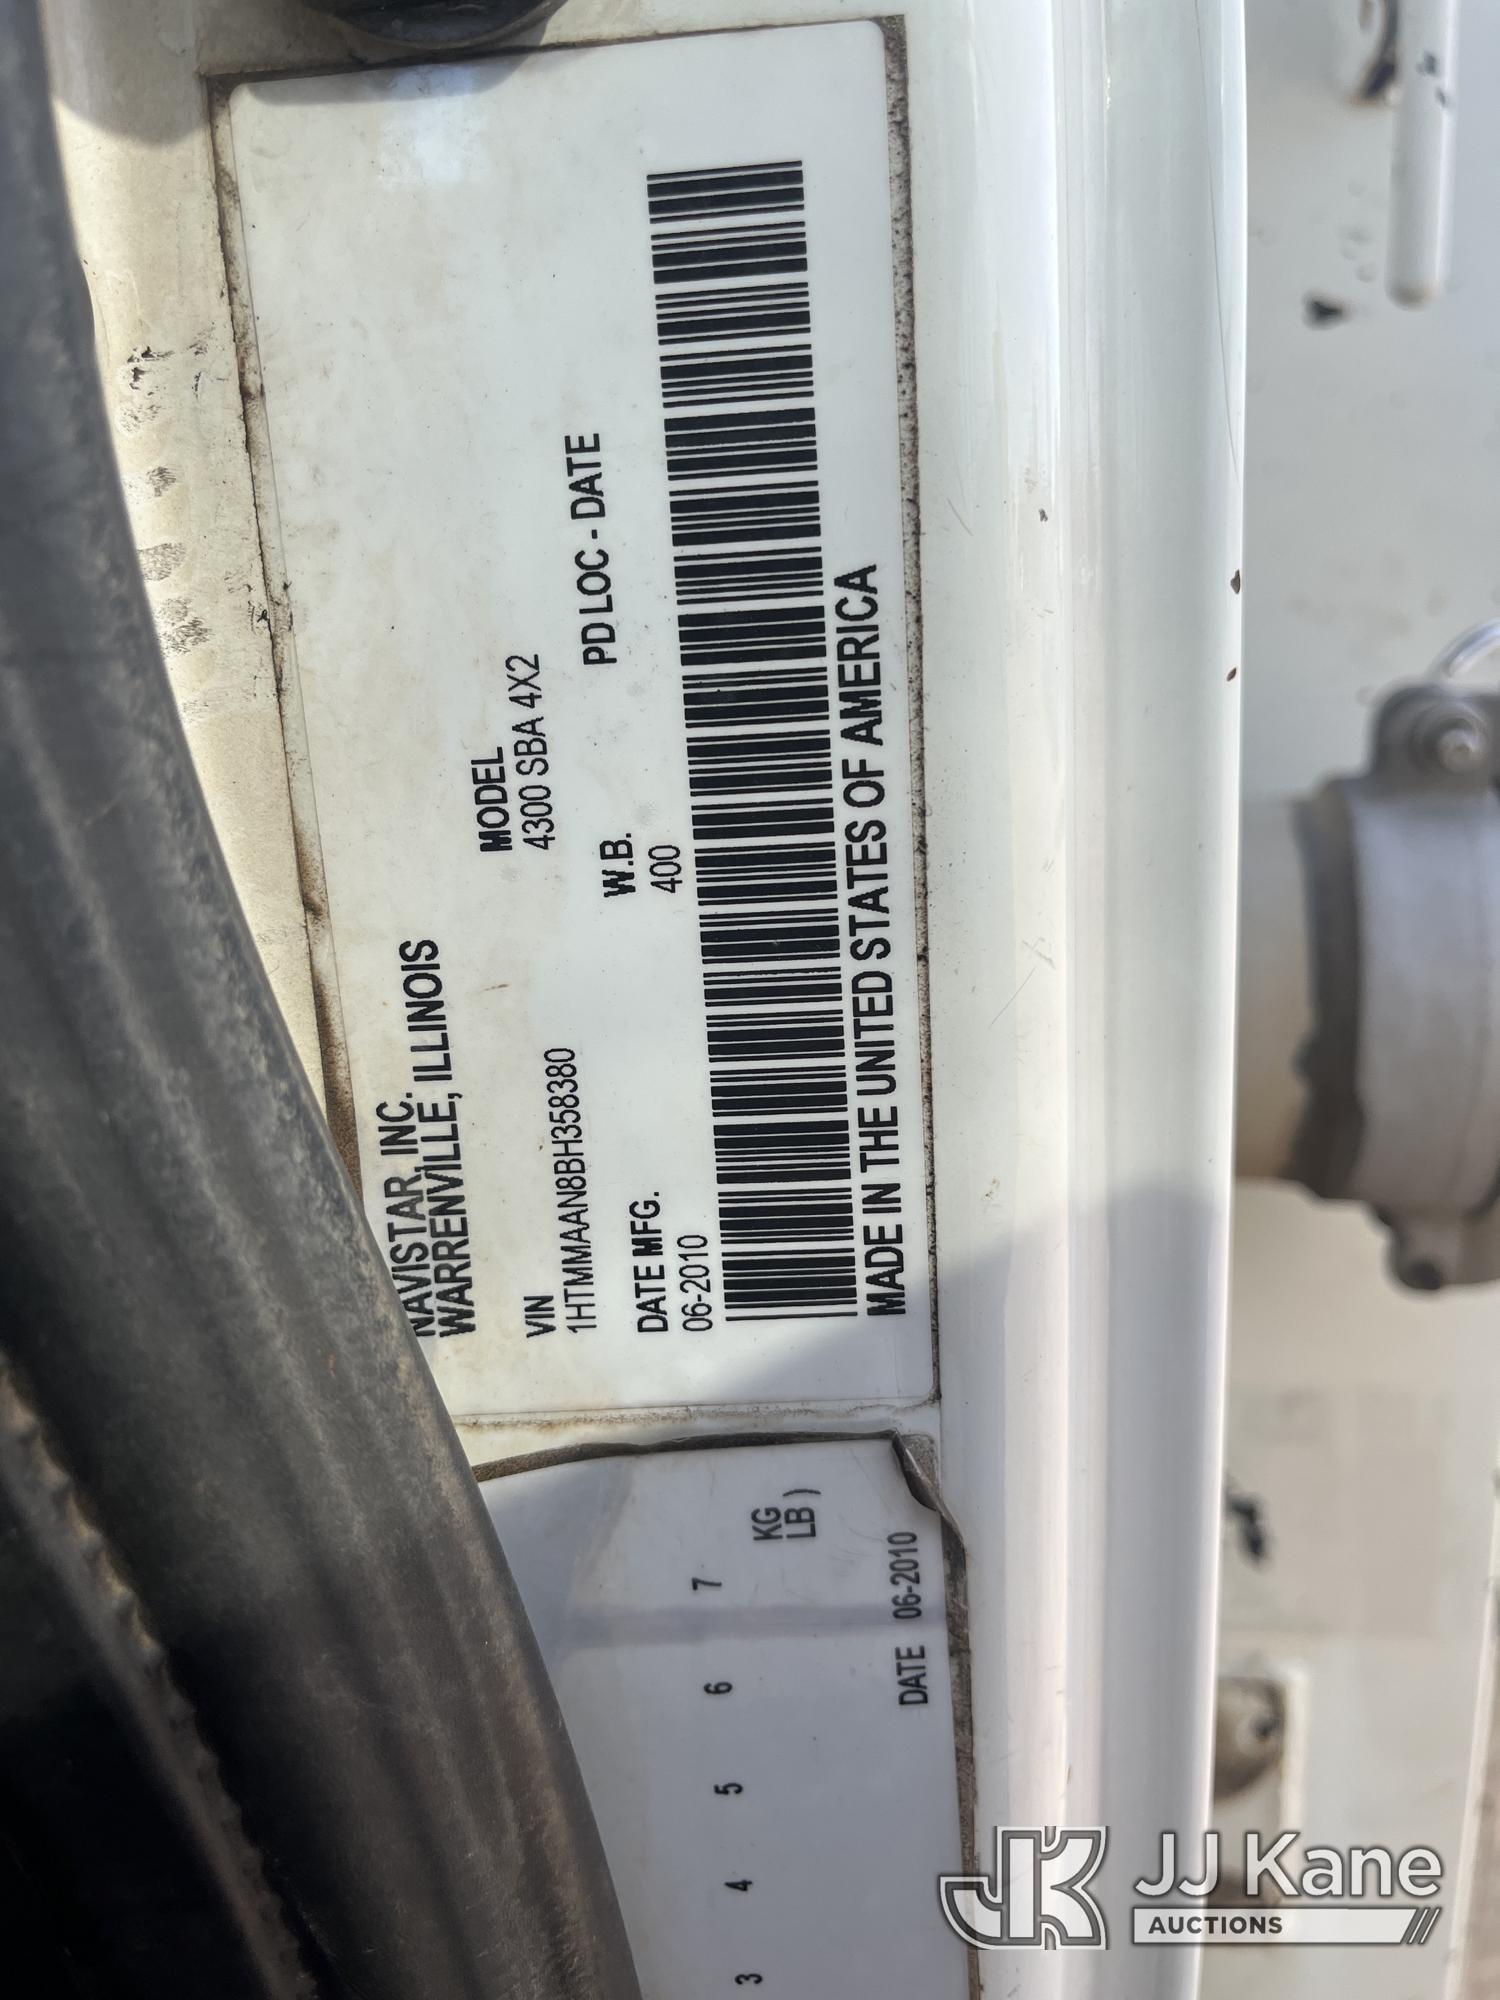 NAVISTAR, INC.
WARRENVILLE, ILLINOIS
VIN
1HTMMAAN8BH358380
MODEL
4300 SBA 4X2
DATE MFG.
06-2010
W.B.
400
PD LOC - DATE
MADE IN THE UNITED STATES OF AMERICA
3 4 5 6 7
KG
LB )
DATE 06-2010
JK JJ Kane
AUCTIONS